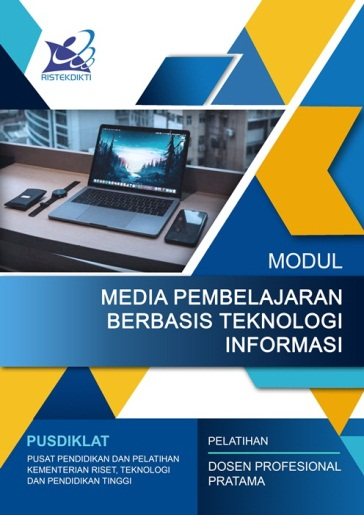 RISTEKDIKTI
MODUL
MEDIA PEMBELAJARAN
BERBASIS TEKNOLOGI
INFORMASI
PUSDIKLAT
PUSAT PENDIDIKAN DAN PELATIHAN
KEMENTERIAN RISET, TEKNOLOGI
DAN PENDIDIKAN TINGGI
PELATIHAN
DOSEN PROFESIONAL
PRATAMA